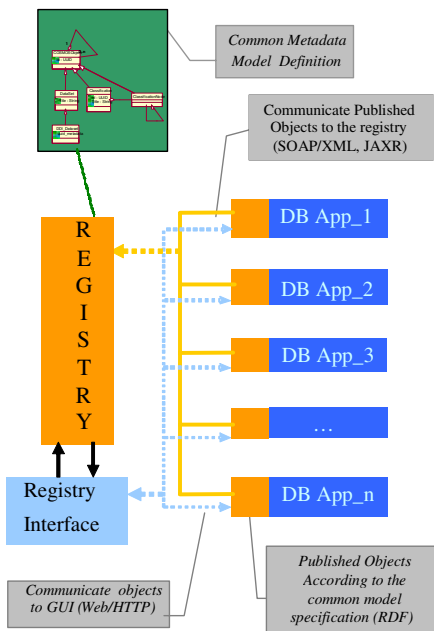 Common Metadata
Model Definition
DataSet
Communicate Published
Objects to the registry
(SOAP/XML, JAXR)
REGISTRY
DB App_1
DB App_2
DB App_3
...
DB App_n
Registry
Interface
Communicate objects
to GUI (Web/HTTP)
Published Objects
According to the
common model
specification (RDF)